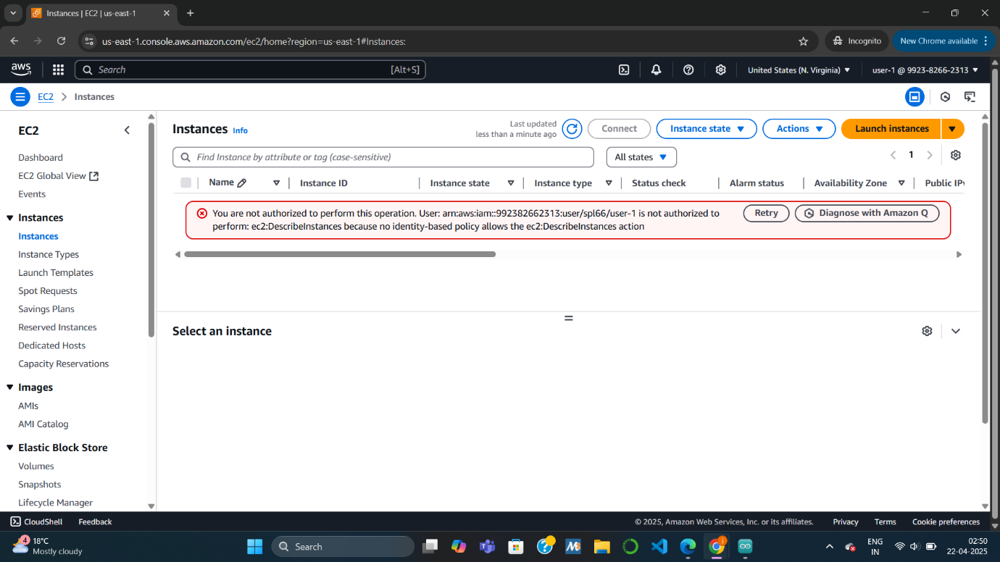 Instances | EC2 | us-east-1
us-east-1.console.aws.amazon.com/ec2/home?region=us-east-1#Instances:
Incognito
New Chrome available
aws
Search
[Alt+S]
United States (N. Virginia)
user-1 @ 9923-8266-2313
EC2
Instances
EC2
Dashboard
EC2 Global View
Events
Instances
Instances
Instance Types
Launch Templates
Spot Requests
Savings Plans
Reserved Instances
Dedicated Hosts
Capacity Reservations
Images
AMIs
AMI Catalog
Elastic Block Store
Volumes
Snapshots
Lifecycle Manager
Instances Info
Last updated
less than a minute ago
Connect
Instance state
Actions
Launch instances
Find Instance by attribute or tag (case-sensitive)
All states
1
Name
Instance ID
Instance state
Instance type
Status check
Alarm status
Availability Zone
Public IPv
You are not authorized to perform this operation. User: arn:aws:iam::992382662313:user/spl66/user-1 is not authorized to
perform: ec2:DescribeInstances because no identity-based policy allows the ec2:DescribeInstances action
Retry
Diagnose with Amazon Q
Select an instance
CloudShell
Feedback
© 2025, Amazon Web Services, Inc. or its affiliates.
Privacy
Terms
Cookie preferences
4
18°C
Mostly cloudy
Search
ENG
IN
02:50
22-04-2025